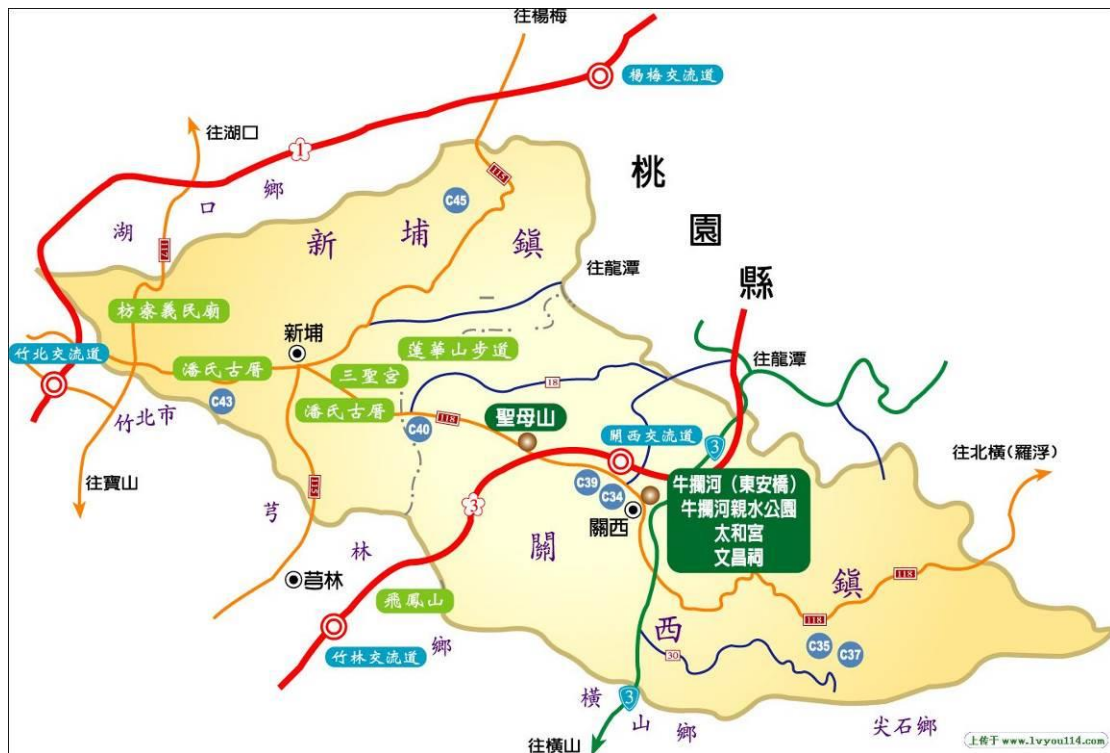 往楊梅
楊梅交流道
往湖口
1
115
桃
園
縣
湖
口
鄉
C45
新
埔
鎮
117
往龍潭
枋寮義民廟
新埔
蓮華山步道
往龍潭
竹北交流道
潘氏古厝
三聖宮
18
C43
潘氏古厝
118
聖母山
C40
竹北市
關西交流道
3
往北橫(羅浮)
往寶山
115
3
C39
C34
牛攔河（東安橋）
牛攔河親水公園
太和宮
文昌祠
關西
芎
林
鄉
關
西
鎮
118
芎林
飛鳳山
118
竹林交流道
30
C35
C37
橫
山
鄉
3
尖石鄉
往橫山
上传于 www.lvyou114.com